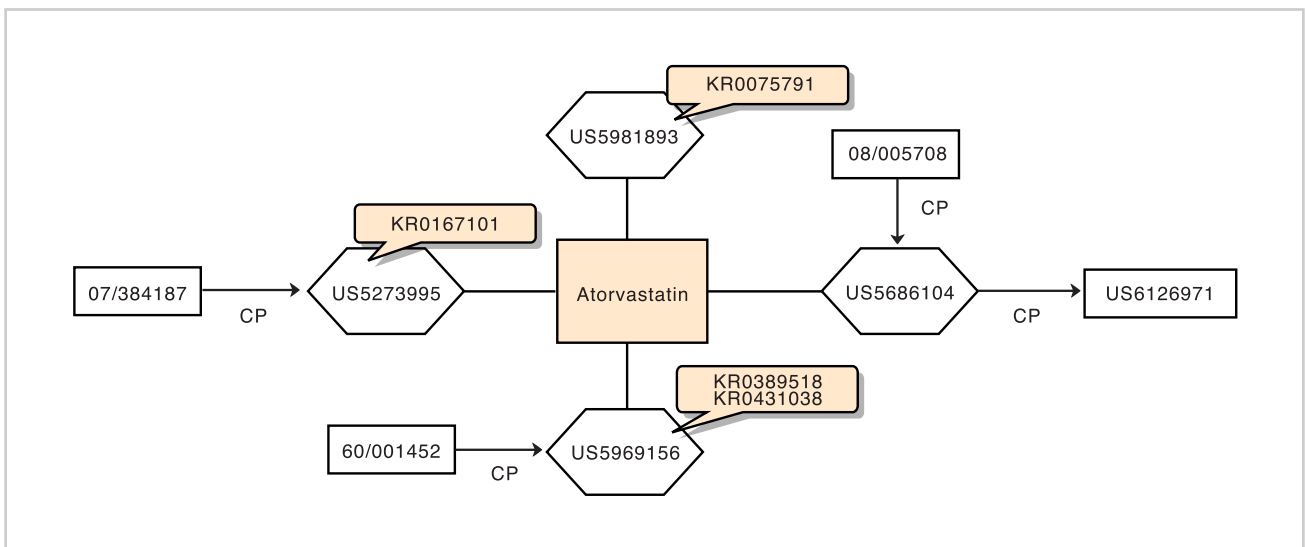 KR0075791
US5981893
08/005708
CP
KR0167101
07/384187
CP
US5273995
Atorvastatin
US5686104
CP
US6126971
KR0389518
KR0431038
60/001452
CP
US5969156